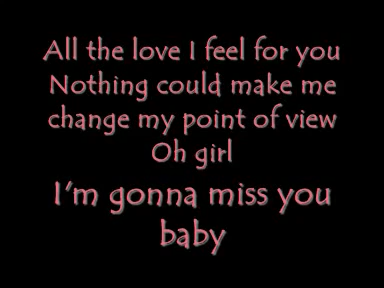 All the love I feel for you
Nothing could make me
change my point of view
Oh girl
I'm gonna miss you
baby